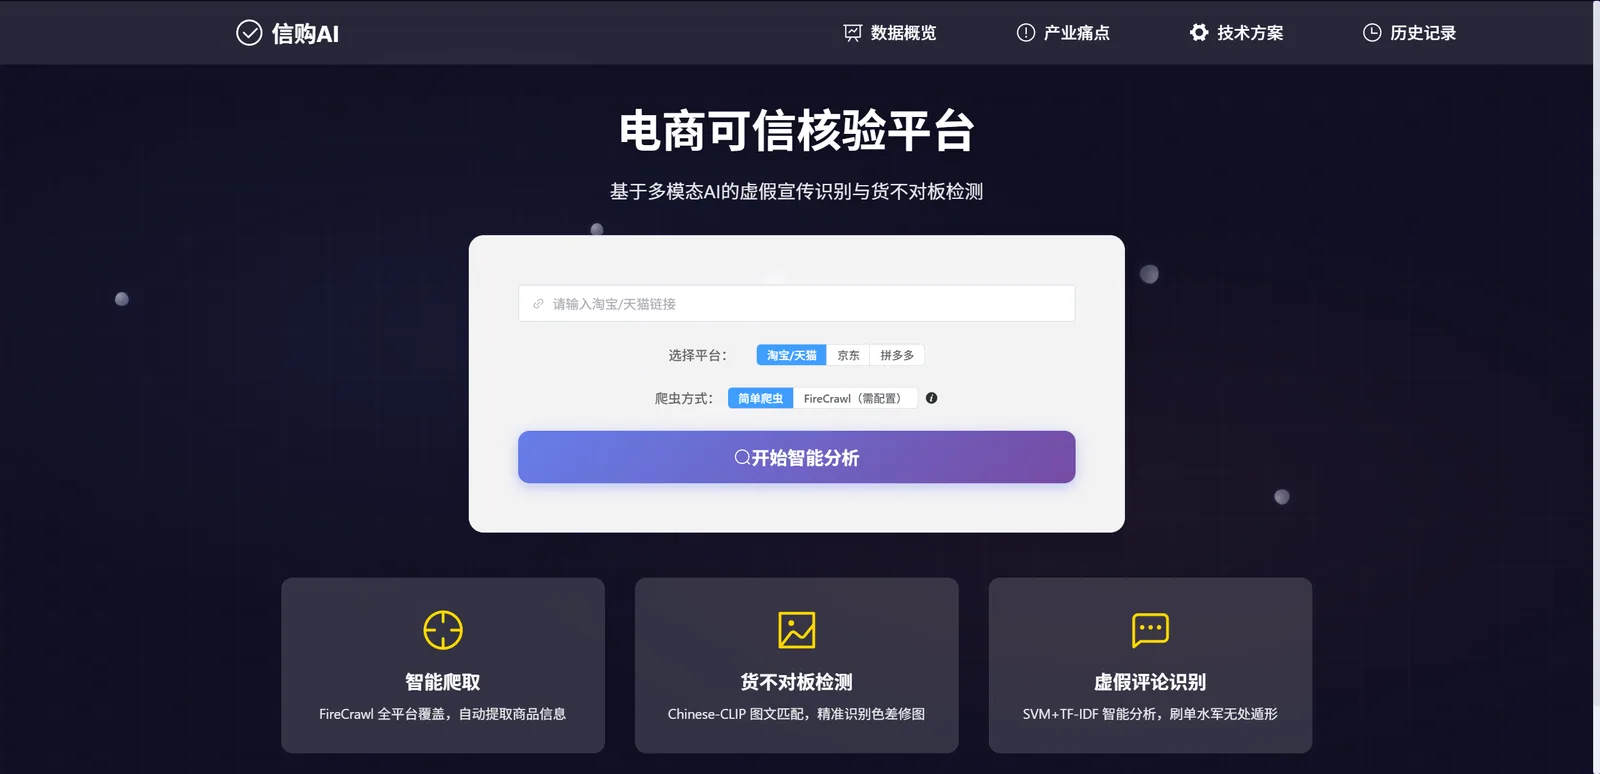 信购AI
数据概览
产业痛点
技术方案
历史记录
电商可信核验平台
基于多模态AI的虚假宣传识别与货不对板检测
请输入淘宝/天猫链接
选择平台： 淘宝/天猫 京东 拼多多
爬虫方式： 简单爬虫 FireCrawl（需配置）
开始智能分析
智能爬取
FireCrawl 全平台覆盖，自动提取商品信息
货不对板检测
Chinese-CLIP 图文匹配，精准识别色差修图
虚假评论识别
SVM+TF-IDF 智能分析，刷单水军无处遁形